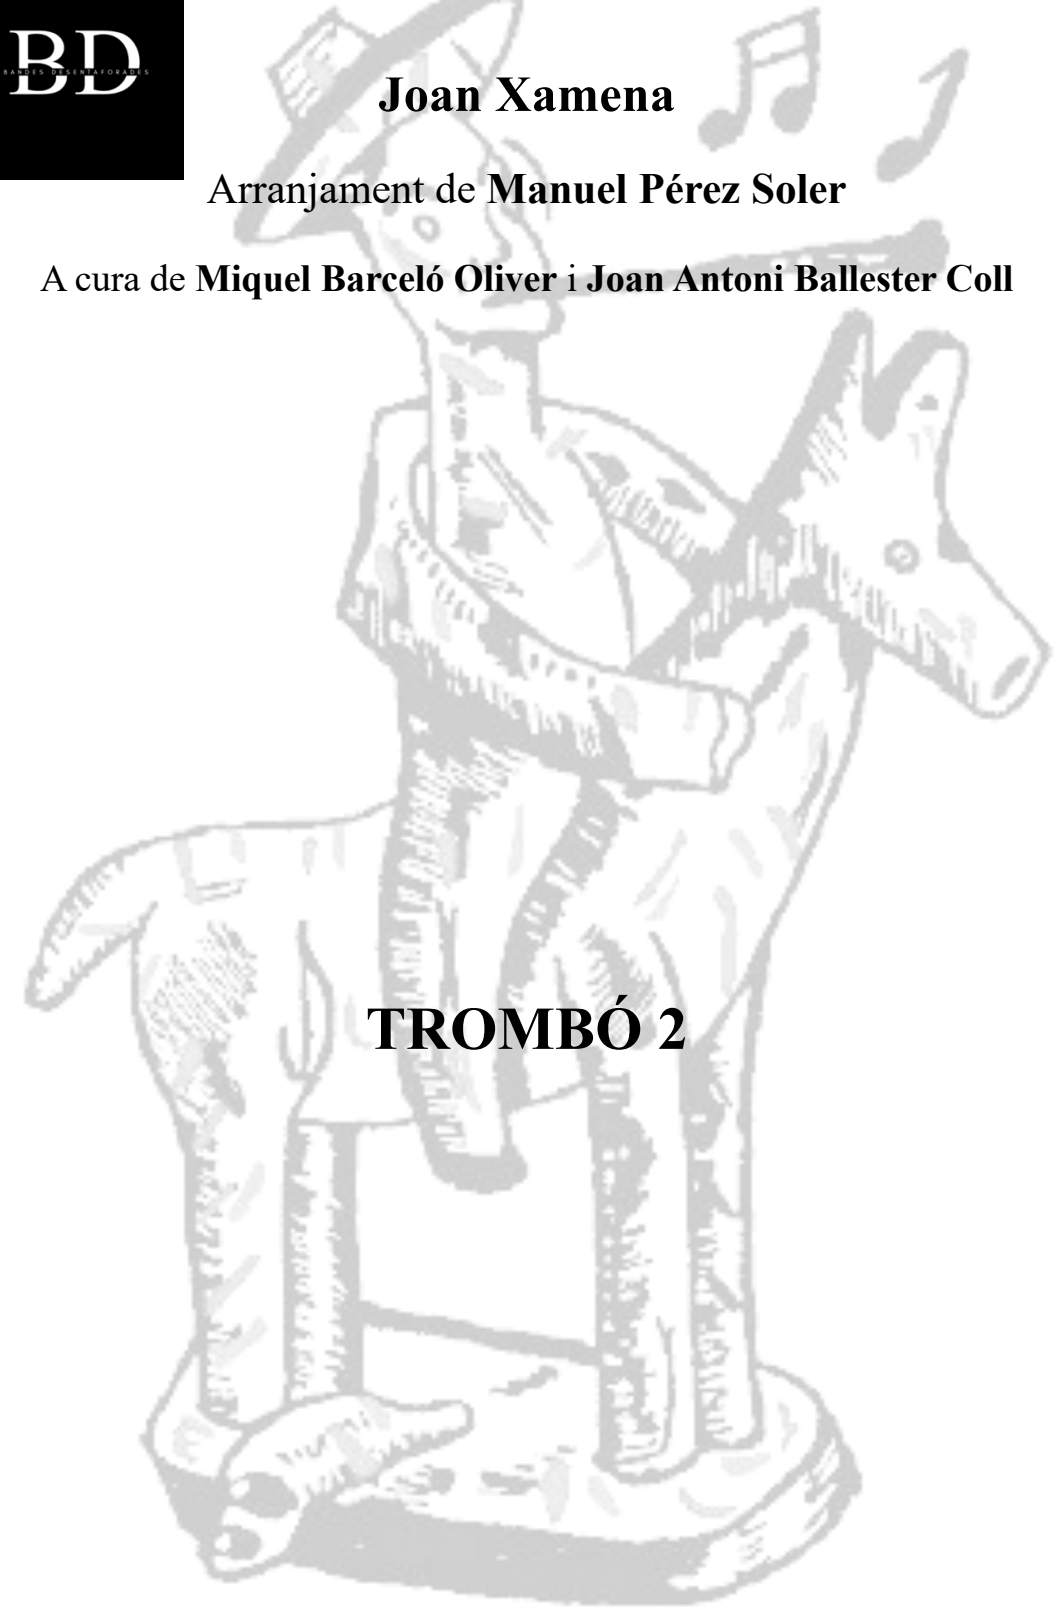 BD
BANDES DESENTAFORADES
Joan Xamena
Arranjament de Manuel Pérez Soler
A cura de Miquel Barceló Oliver i Joan Antoni Ballester Coll
TROMBÓ 2